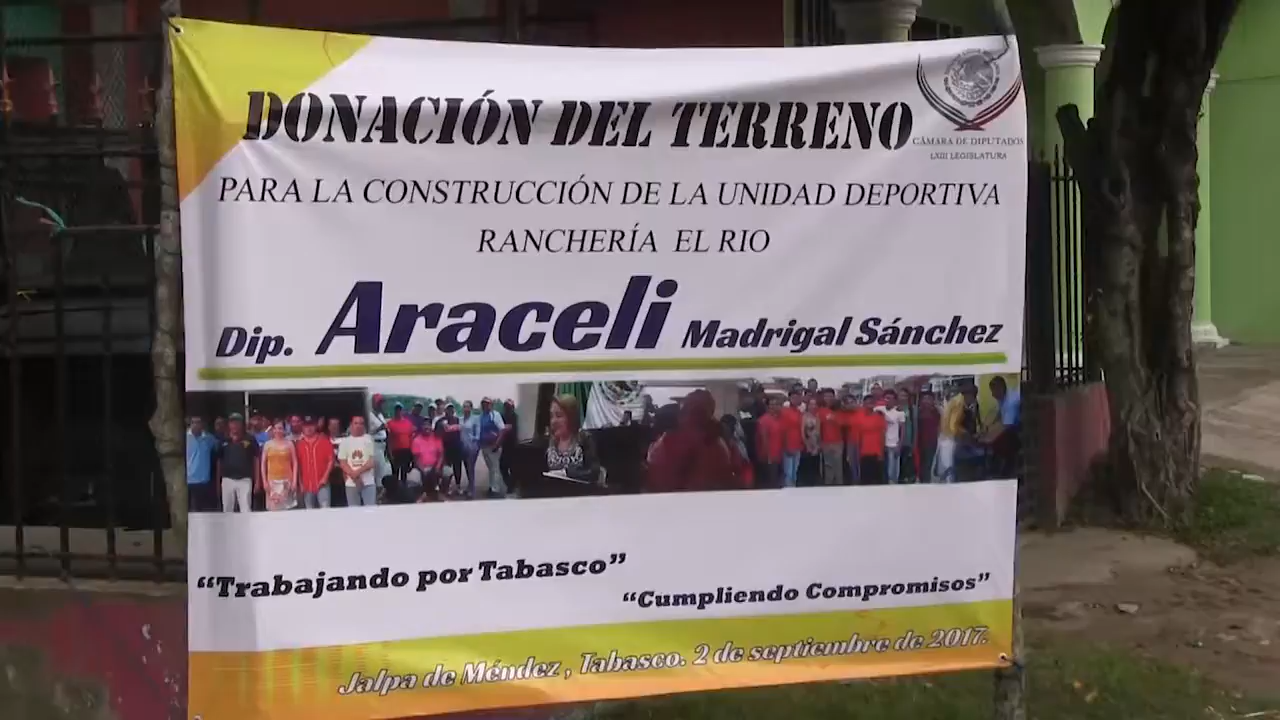 DONACIÓN DEL TERRENO
CÁMARA DE DIPUTADOS
LXIII LEGISLATURA
PARA LA CONSTRUCCIÓN DE LA UNIDAD DEPORTIVA
RANCHERÍA EL RIO
Dip. Araceli Madrigal Sánchez
“Trabajando por Tabasco”
“Cumpliendo Compromisos”
Jalpa de Méndez, Tabasco. 2 de septiembre de 2017.